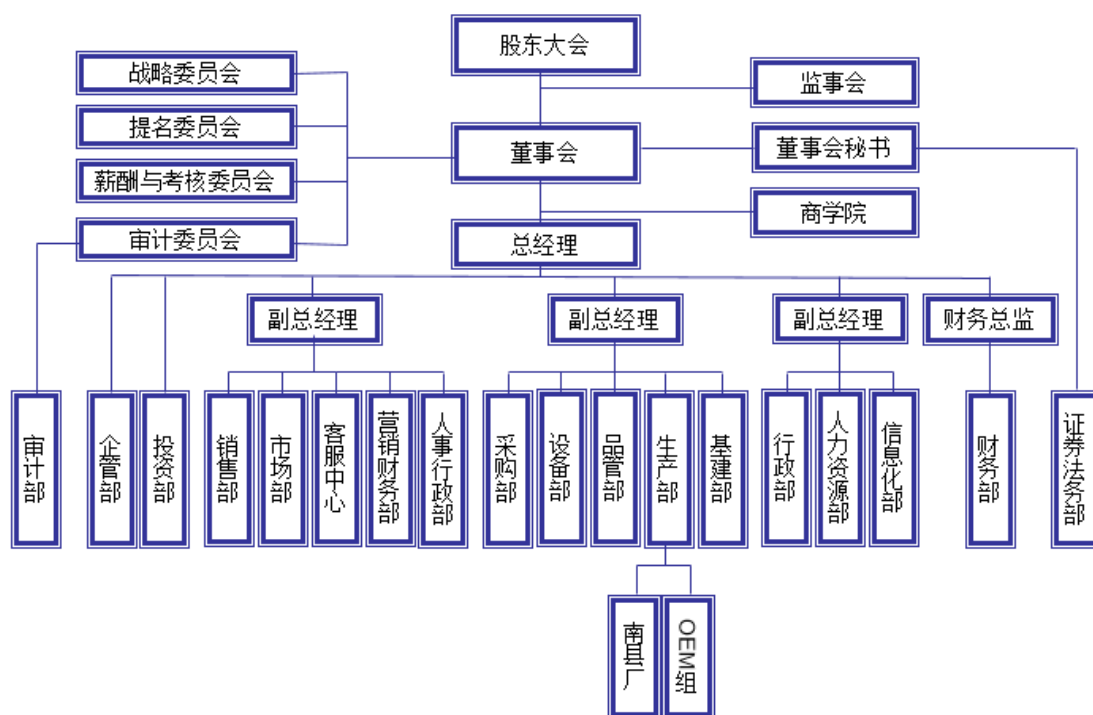 股东大会
战略委员会
监事会
提名委员会
董事会
董事会秘书
薪酬与考核委员会
商学院
审计委员会
总经理
副总经理
副总经理
副总经理
财务总监
审计部
企管部
投资部
销售部
市场部
客服中心
营销财务部
人事行政部
采购部
设备部
品管部
生产部
基建部
行政部
人力资源部
信息化部
财务部
证券法务部
南县厂
OEM组